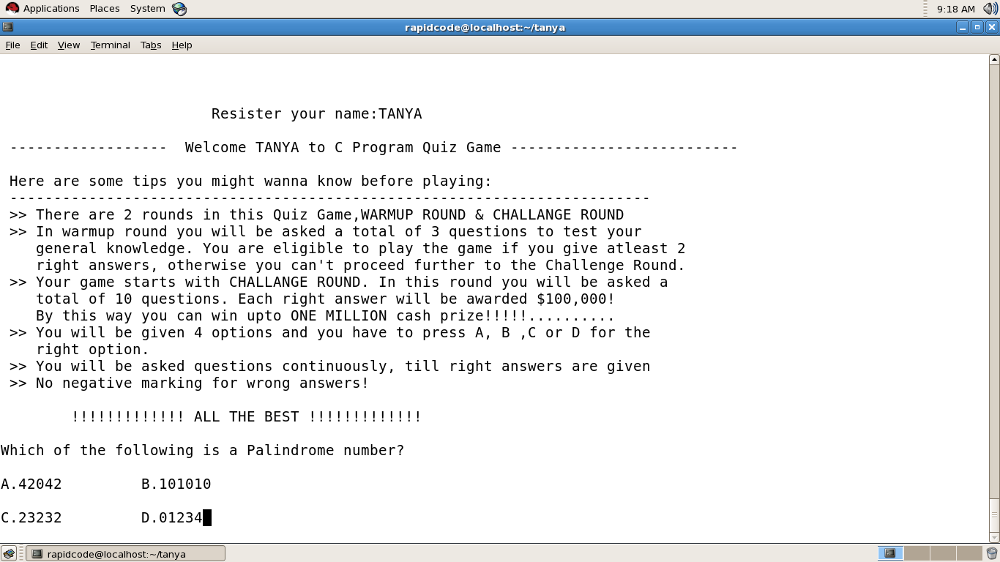 Applications Places System 9:18 AM
rapidcode@localhost:~/tanya
File Edit View Terminal Tabs Help
Resister your name:TANYA
------------------ Welcome TANYA to C Program Quiz Game --------------------------
Here are some tips you might wanna know before playing:
-------------------------------------------------------------------------
>> There are 2 rounds in this Quiz Game,WARMUP ROUND & CHALLANGE ROUND
>> In warmup round you will be asked a total of 3 questions to test your
general knowledge. You are eligible to play the game if you give atleast 2
right answers, otherwise you can't proceed further to the Challenge Round.
>> Your game starts with CHALLANGE ROUND. In this round you will be asked a
total of 10 questions. Each right answer will be awarded $100,000!
By this way you can win upto ONE MILLION cash prize!!!!!..........
>> You will be given 4 options and you have to press A, B ,C or D for the
right option.
>> You will be asked questions continuously, till right answers are given
>> No negative marking for wrong answers!
!!!!!!!!!!!!! ALL THE BEST !!!!!!!!!!!!!
Which of the following is a Palindrome number?
A.42042 B.101010
C.23232 D.01234
rapidcode@localhost:~/tanya